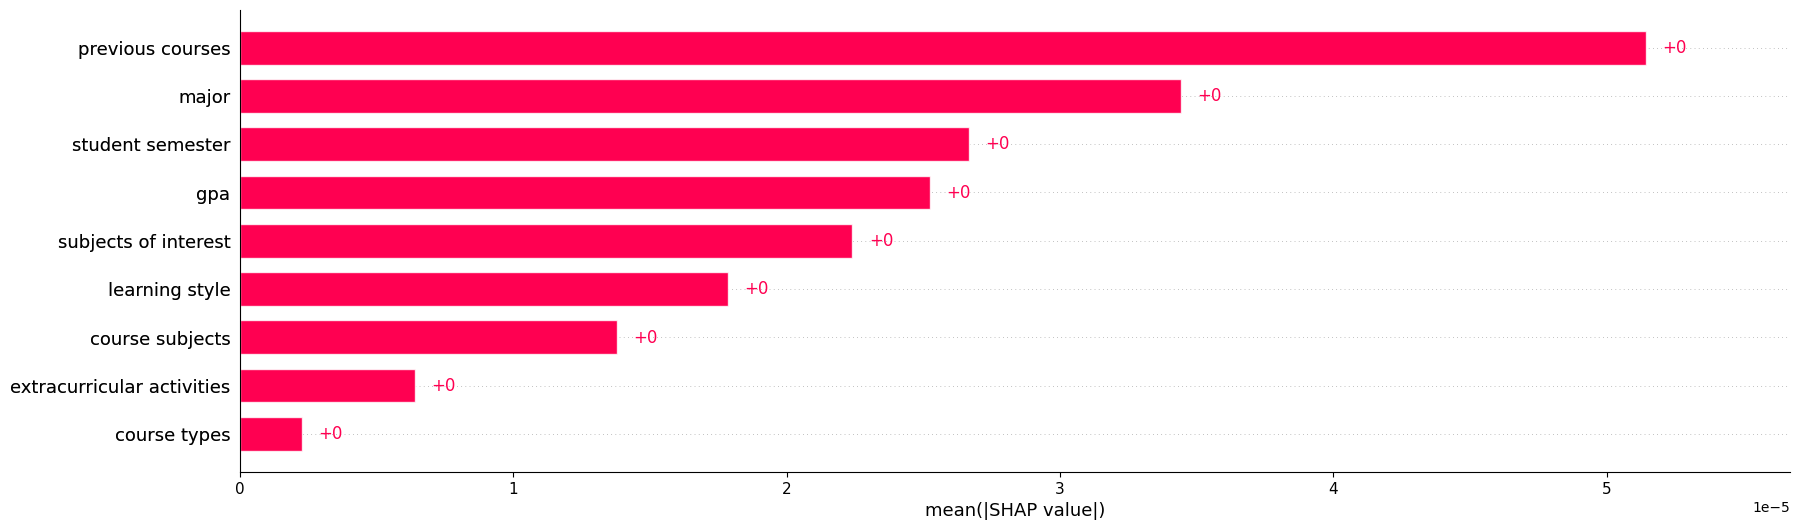 previous courses +0
major +0
student semester +0
gpa +0
subjects of interest +0
learning style +0
course subjects +0
extracurricular activities +0
course types +0
0 1 2 3 4 5
mean(|SHAP value|) 1e−5